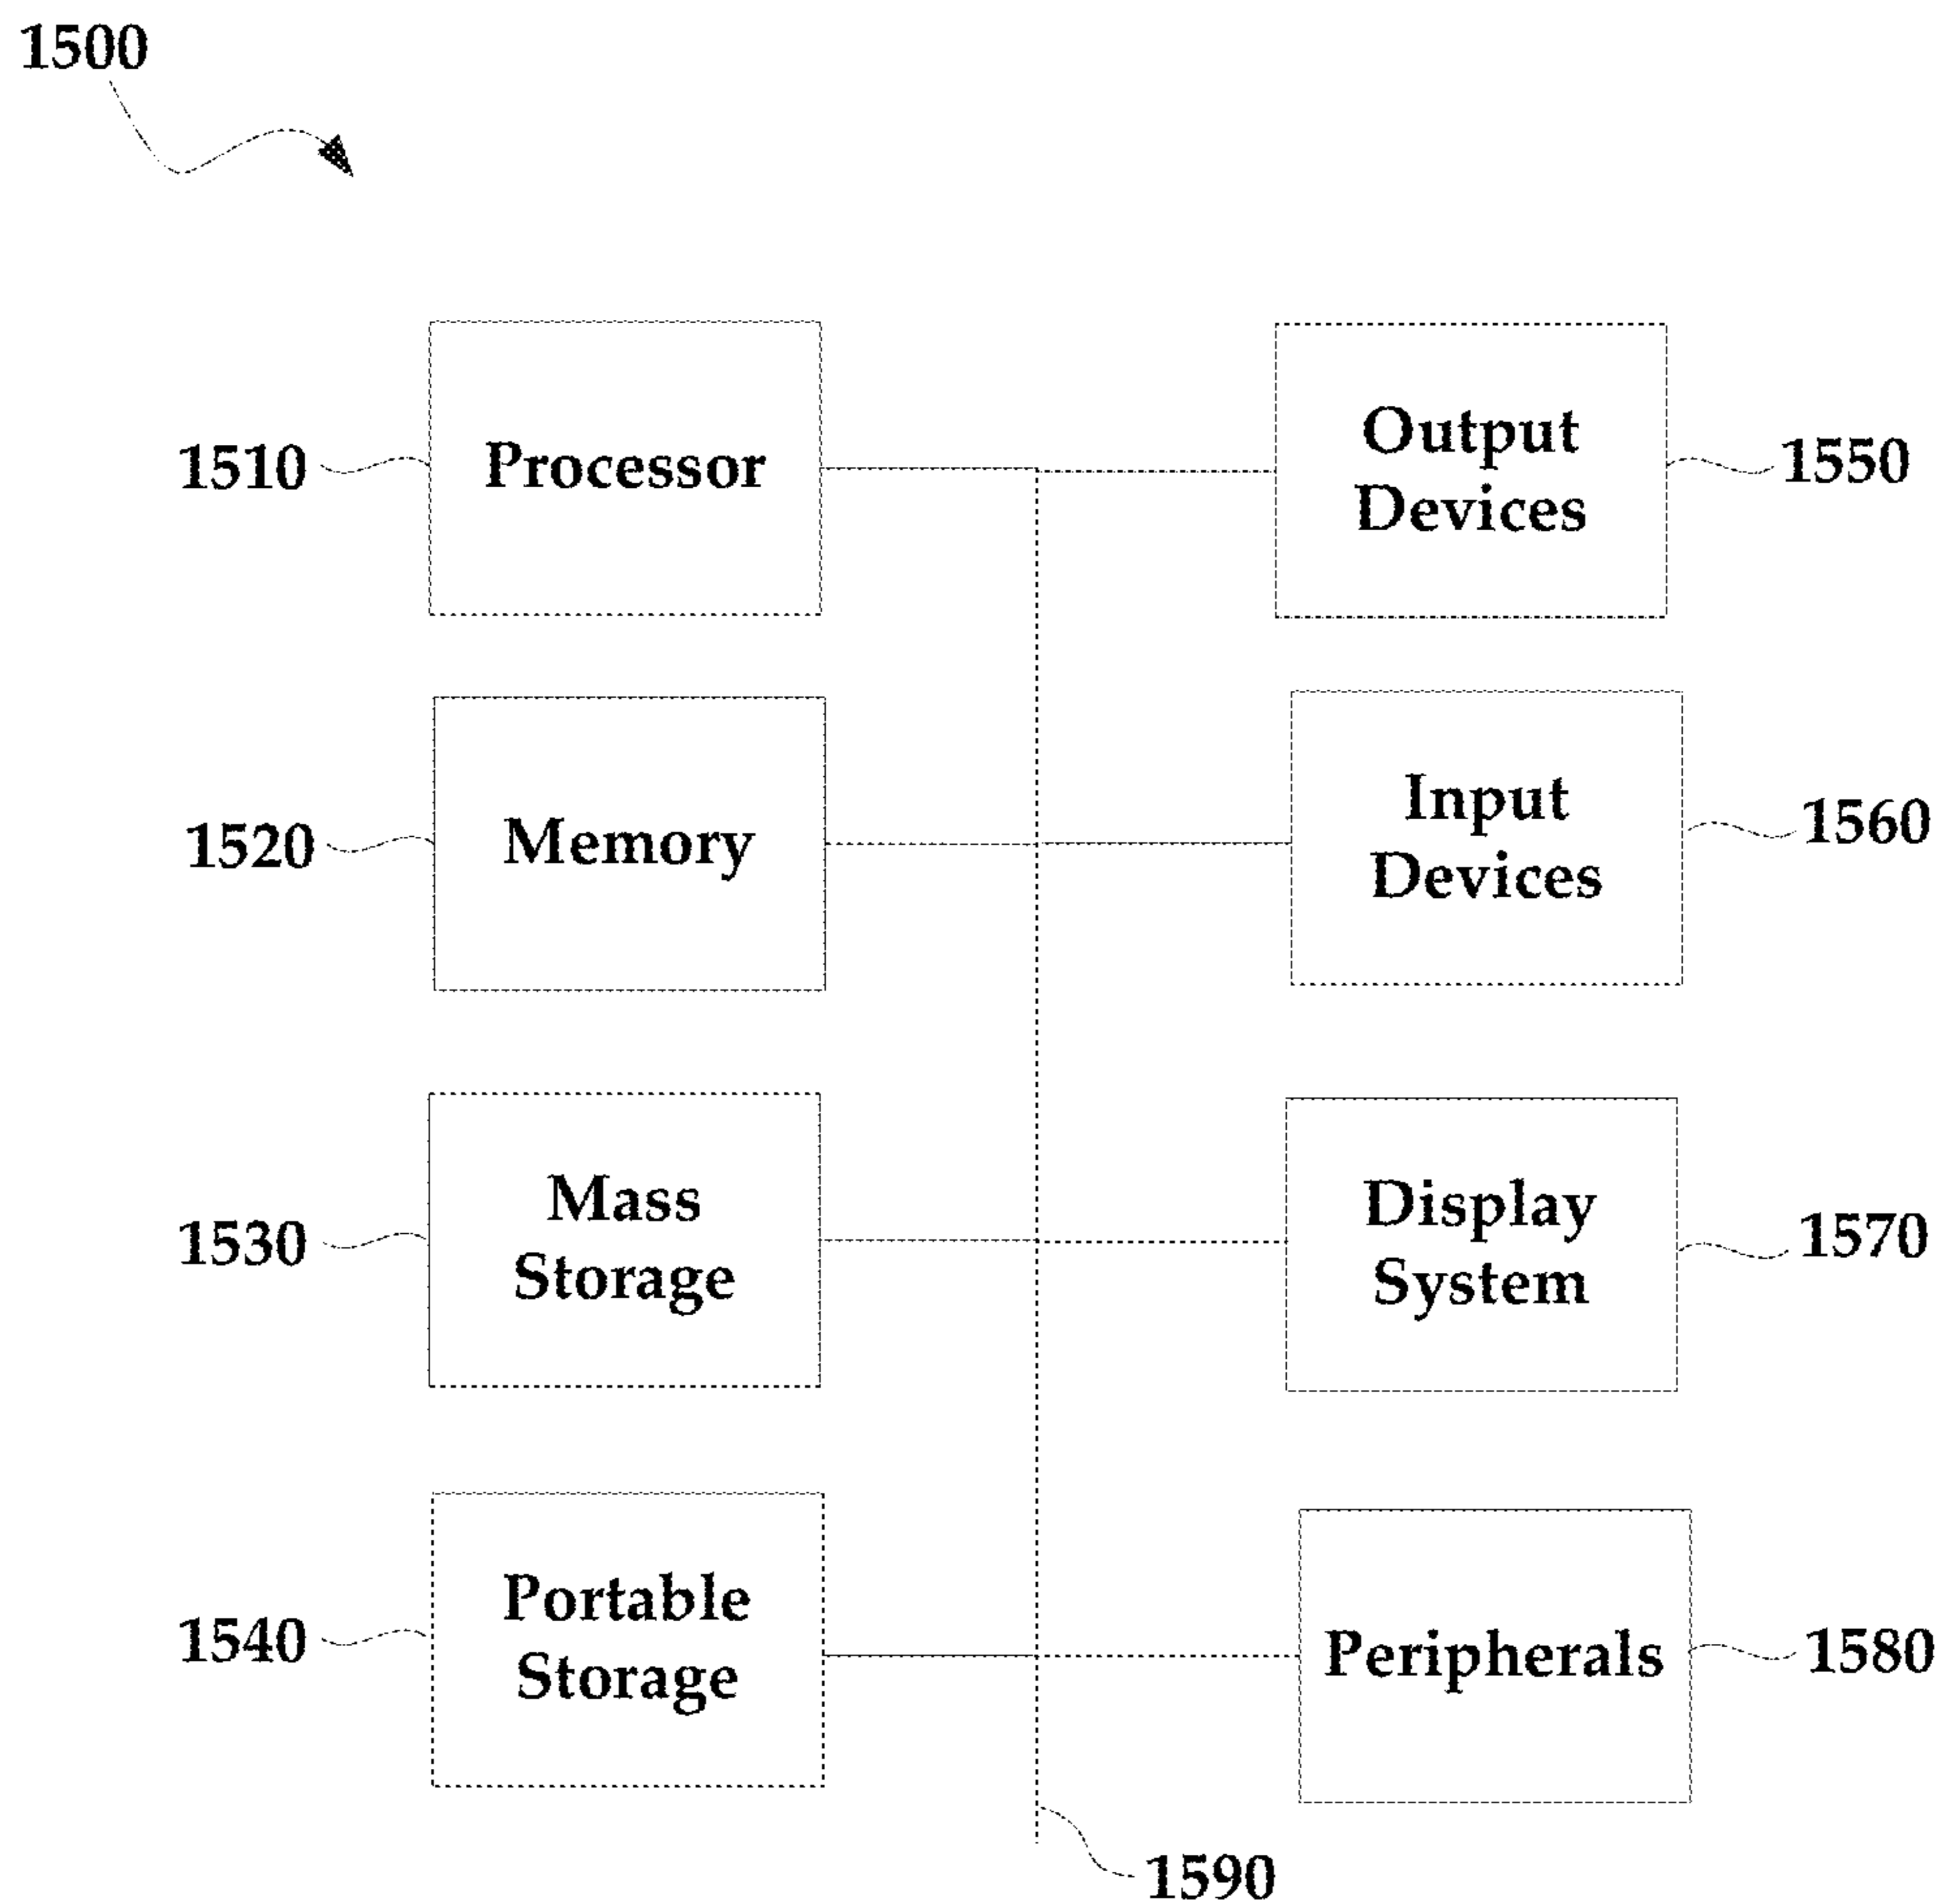 1500
1510
Processor
Output
Devices
1550
1520
Memory
Input
Devices
1560
1530
Mass
Storage
Display
System
1570
1540
Portable
Storage
Peripherals
1580
1590